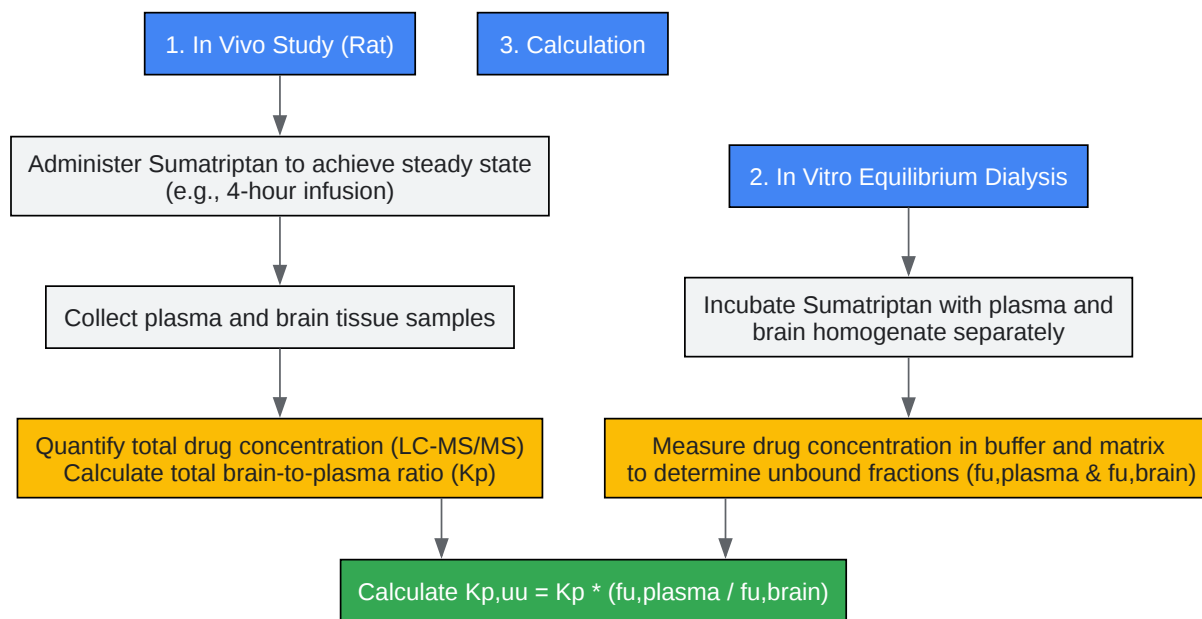 1. In Vivo Study (Rat)
3. Calculation
Administer Sumatriptan to achieve steady state
(e.g., 4-hour infusion)
2. In Vitro Equilibrium Dialysis
Collect plasma and brain tissue samples
Incubate Sumatriptan with plasma and
brain homogenate separately
Quantify total drug concentration (LC-MS/MS)
Calculate total brain-to-plasma ratio (Kp)
Measure drug concentration in buffer and matrix
to determine unbound fractions (fu,plasma & fu,brain)
Calculate Kp,uu = Kp * (fu,plasma / fu,brain)